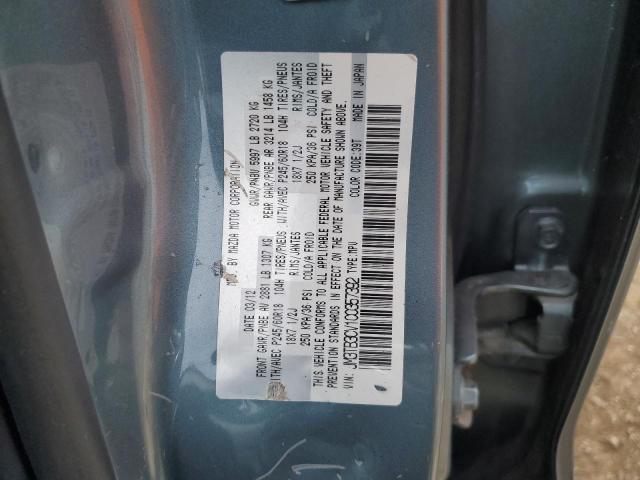 MFD. BY MAZDA MOTOR CORPORATION
DATE 03/12 GVWR/PNBV 5997 LB 2720 KG
FRONT GAWR/PNBE AV 2881 LB 1307 KG REAR GAWR/PNBE AR 3214 LB 1458 KG
WITH/AVEC P245/60R18 104H TIRES/PNEUS WITH/AVEC P245/60R18 104H TIRES/PNEUS
18X7 1/2J RIMS/JANTES 18X7 1/2J RIMS/JANTES
250 KPA/36 PSI COLD/A FROID 250 KPA/36 PSI COLD/A FROID
THIS VEHICLE CONFORMS TO ALL APPLICABLE FEDERAL MOTOR VEHICLE SAFETY AND THEFT
PREVENTION STANDARDS IN EFFECT ON THE DATE OF MANUFACTURE SHOWN ABOVE.
VIN: TYPE:MPV COLOR CODE:39T MADE IN JAPAN